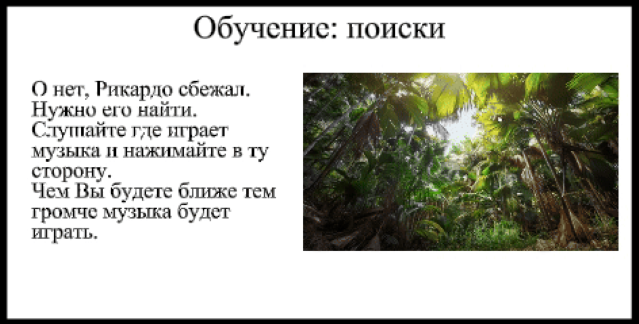 Обучение: поиски
О нет, Рикардо сбежал.
Нужно его найти.
Слушайте где играет
музыка и нажимайте в ту
сторону.
Чем Вы будете ближе тем
громче музыка будет
играть.